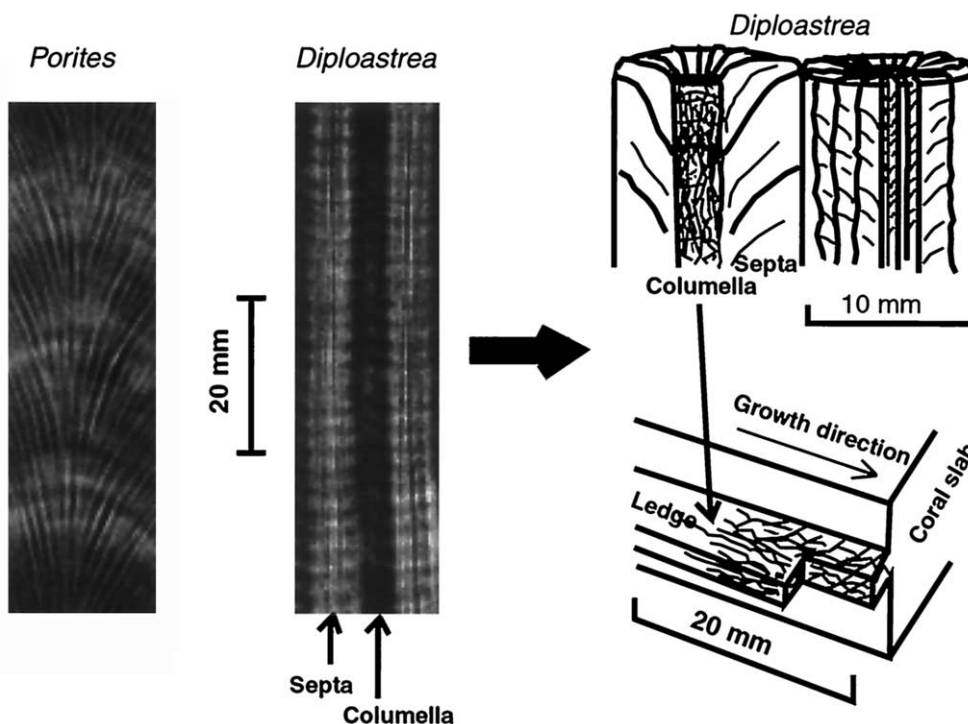 Porites
Diploastrea
Diploastrea
20 mm
Septa
Columella
Septa
Columella
10 mm
Growth direction
Coral slab
Ledge
20 mm